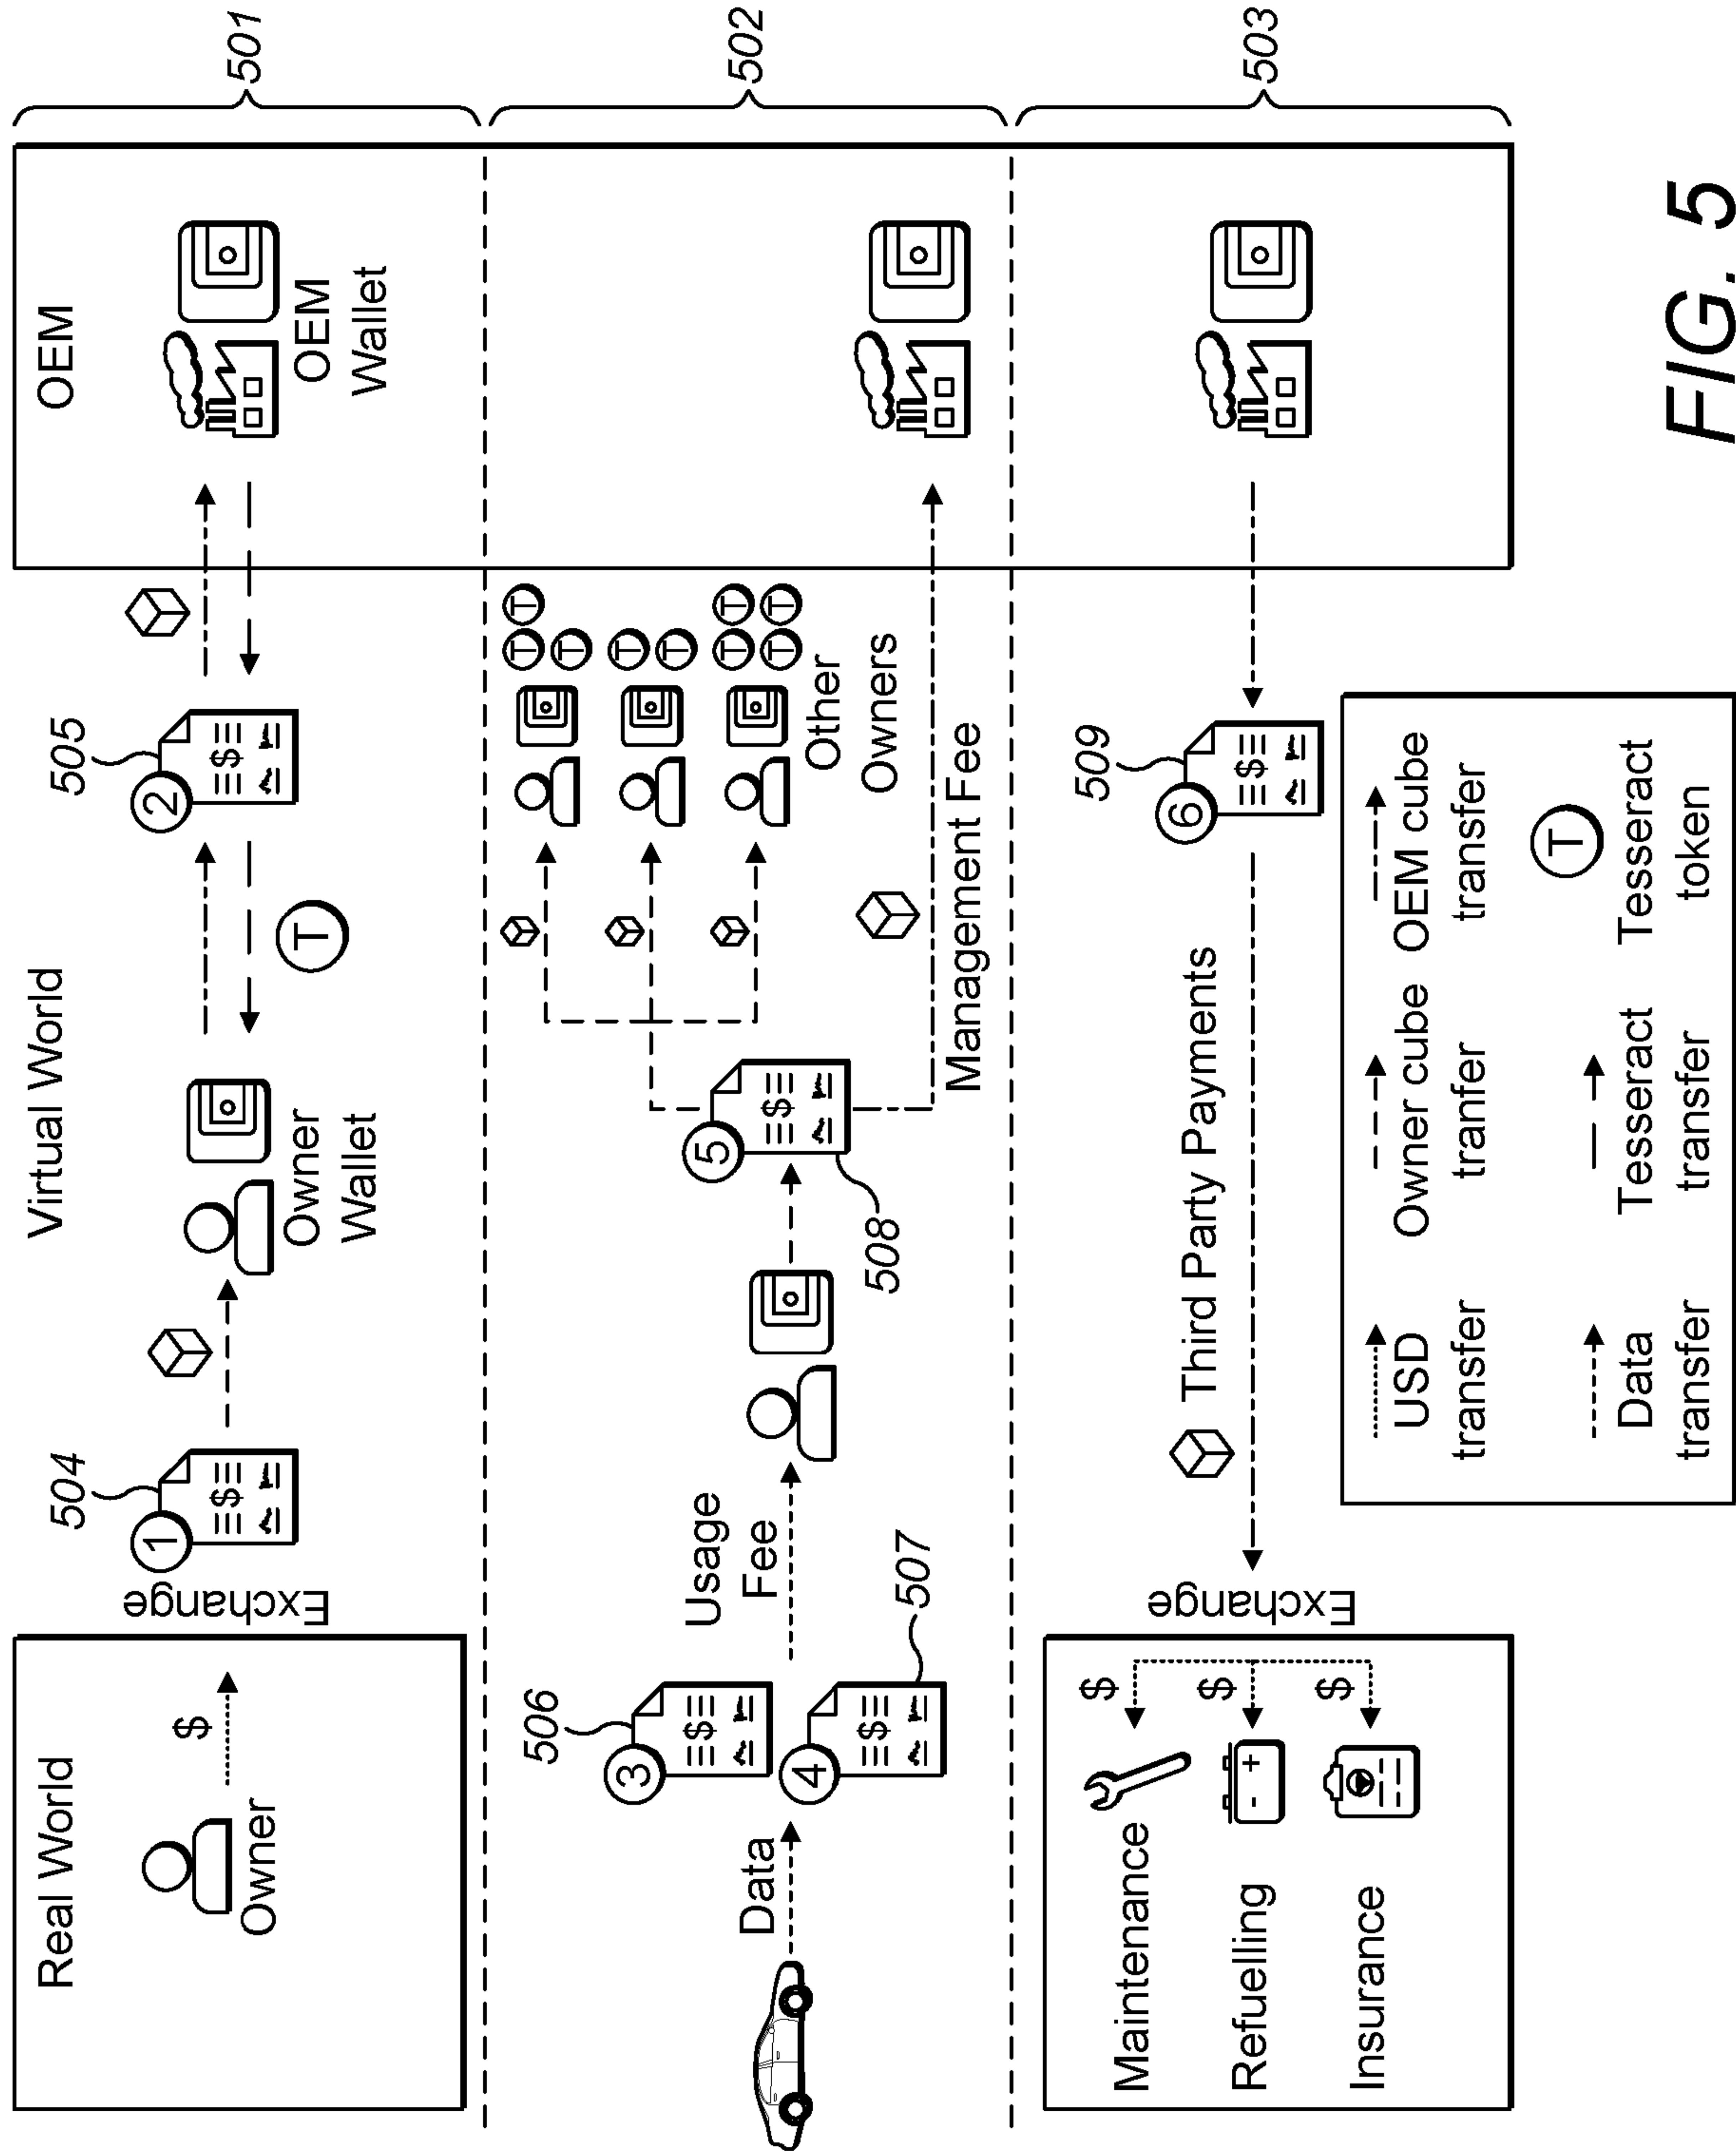 Real World
Virtual World
OEM
$
Owner
Exchange
504
1
$
Owner
Wallet
505
2
$
T
OEM
Wallet
501
Data
506
3
$
4
$
507
Usage
Fee
5
$
508
T T
T
T
T
T T
T T
Other
Owners
Management Fee
502
Maintenance
Refuelling
Insurance
$
$
$
- +
Exchange
Third Party Payments
509
6
$
503
USD
transfer
Owner cube
tranfer
OEM cube
transfer
Data
transfer
Tesseract
transfer
T
Tesseract
token
FIG. 5